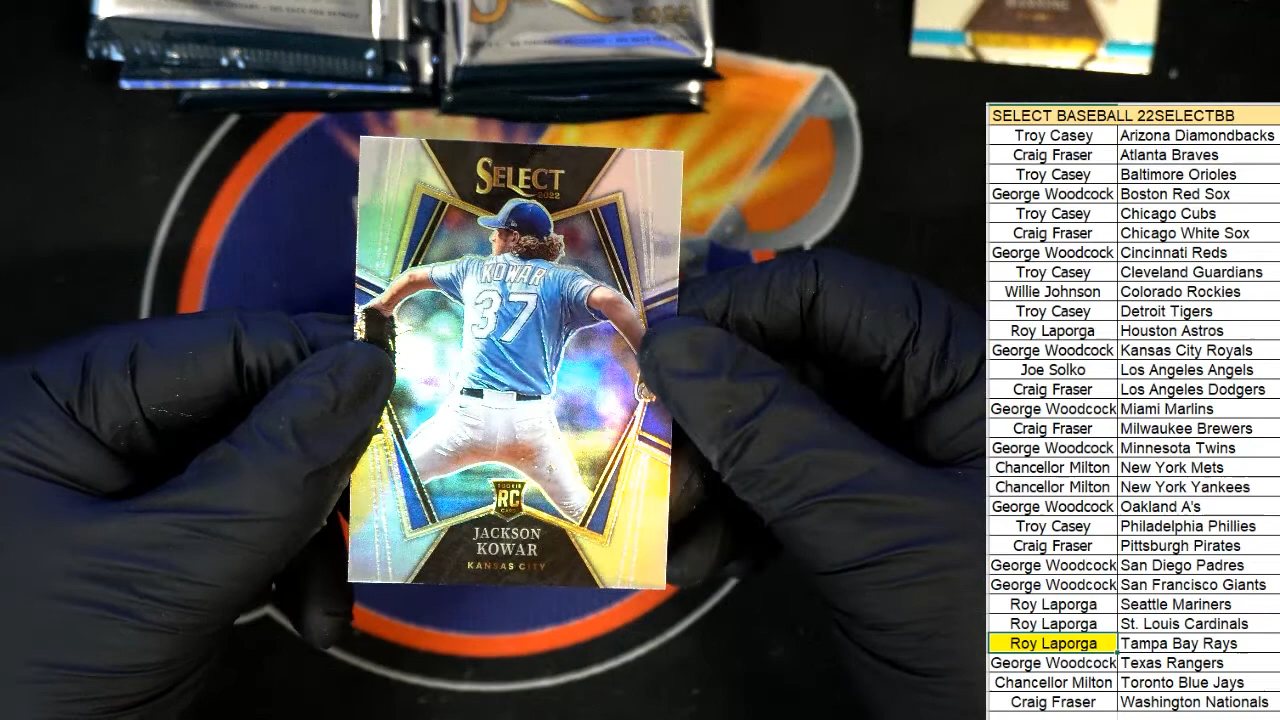 2022
MANNING
SELECT
2022
KOWAR
37
ROOKIE
RC
CARD
JACKSON
KOWAR
KANSAS CITY
SELECT BASEBALL 22SELECTBB
Troy Casey Arizona Diamondbacks
Craig Fraser Atlanta Braves
Troy Casey Baltimore Orioles
George Woodcock Boston Red Sox
Troy Casey Chicago Cubs
Craig Fraser Chicago White Sox
George Woodcock Cincinnati Reds
Troy Casey Cleveland Guardians
Willie Johnson Colorado Rockies
Troy Casey Detroit Tigers
Roy Laporga Houston Astros
George Woodcock Kansas City Royals
Joe Solko Los Angeles Angels
Craig Fraser Los Angeles Dodgers
George Woodcock Miami Marlins
Craig Fraser Milwaukee Brewers
George Woodcock Minnesota Twins
Chancellor Milton New York Mets
Chancellor Milton New York Yankees
George Woodcock Oakland A's
Troy Casey Philadelphia Phillies
Craig Fraser Pittsburgh Pirates
George Woodcock San Diego Padres
George Woodcock San Francisco Giants
Roy Laporga Seattle Mariners
Roy Laporga St. Louis Cardinals
Roy Laporga Tampa Bay Rays
George Woodcock Texas Rangers
Chancellor Milton Toronto Blue Jays
Craig Fraser Washington Nationals